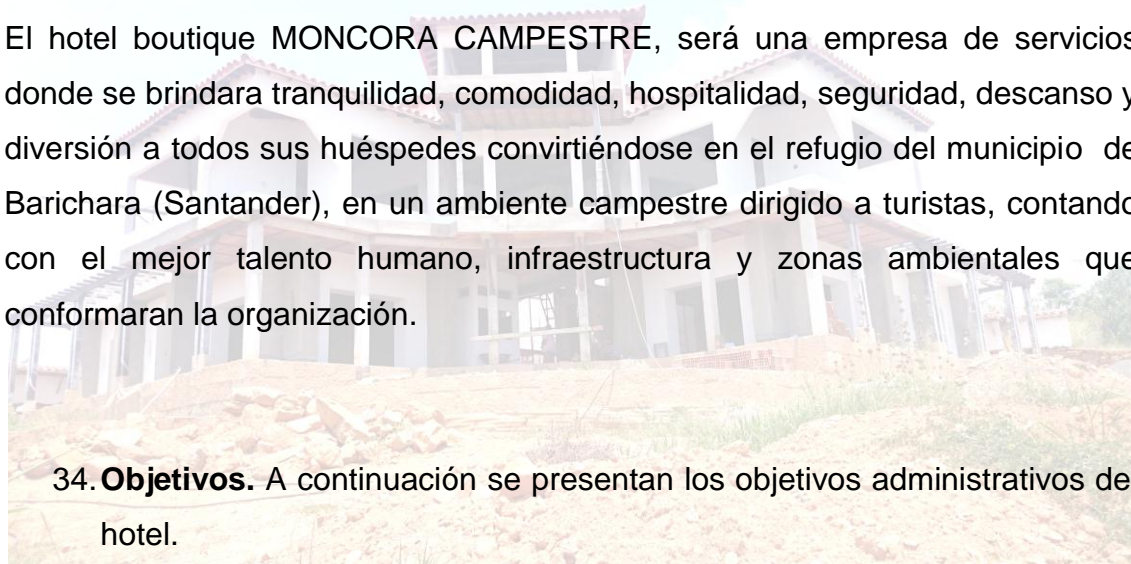 El hotel boutique MONCORA CAMPESTRE, será una empresa de servicios
donde se brindara tranquilidad, comodidad, hospitalidad, seguridad, descanso y
diversión a todos sus huéspedes convirtiéndose en el refugio del municipio de
Barichara (Santander), en un ambiente campestre dirigido a turistas, contando
con el mejor talento humano, infraestructura y zonas ambientales que
conformaran la organización.
34. Objetivos. A continuación se presentan los objetivos administrativos de
hotel.